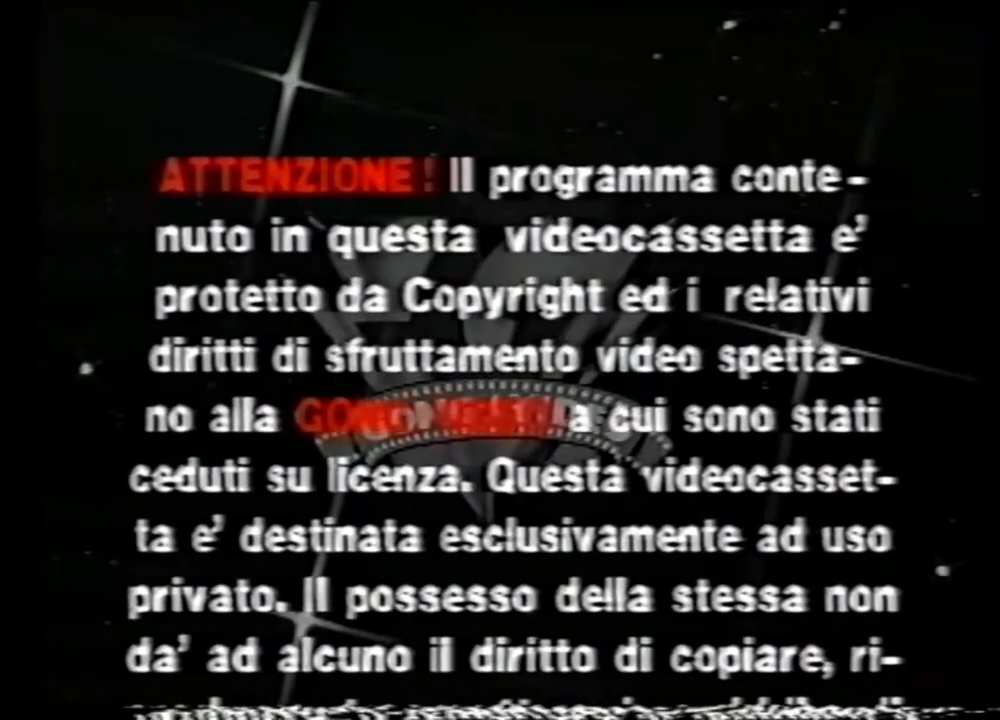 ATTENZIONE! Il programma conte-
nuto in questa videocassetta e'
protetto da Copyright ed i relativi
diritti di sfruttamento video spetta-
no alla a cui sono stati
ceduti su licenza. Questa videocasset-
ta e' destinata esclusivamente ad uso
privato. Il possesso della stessa non
da' ad alcuno il diritto di copiare, ri-